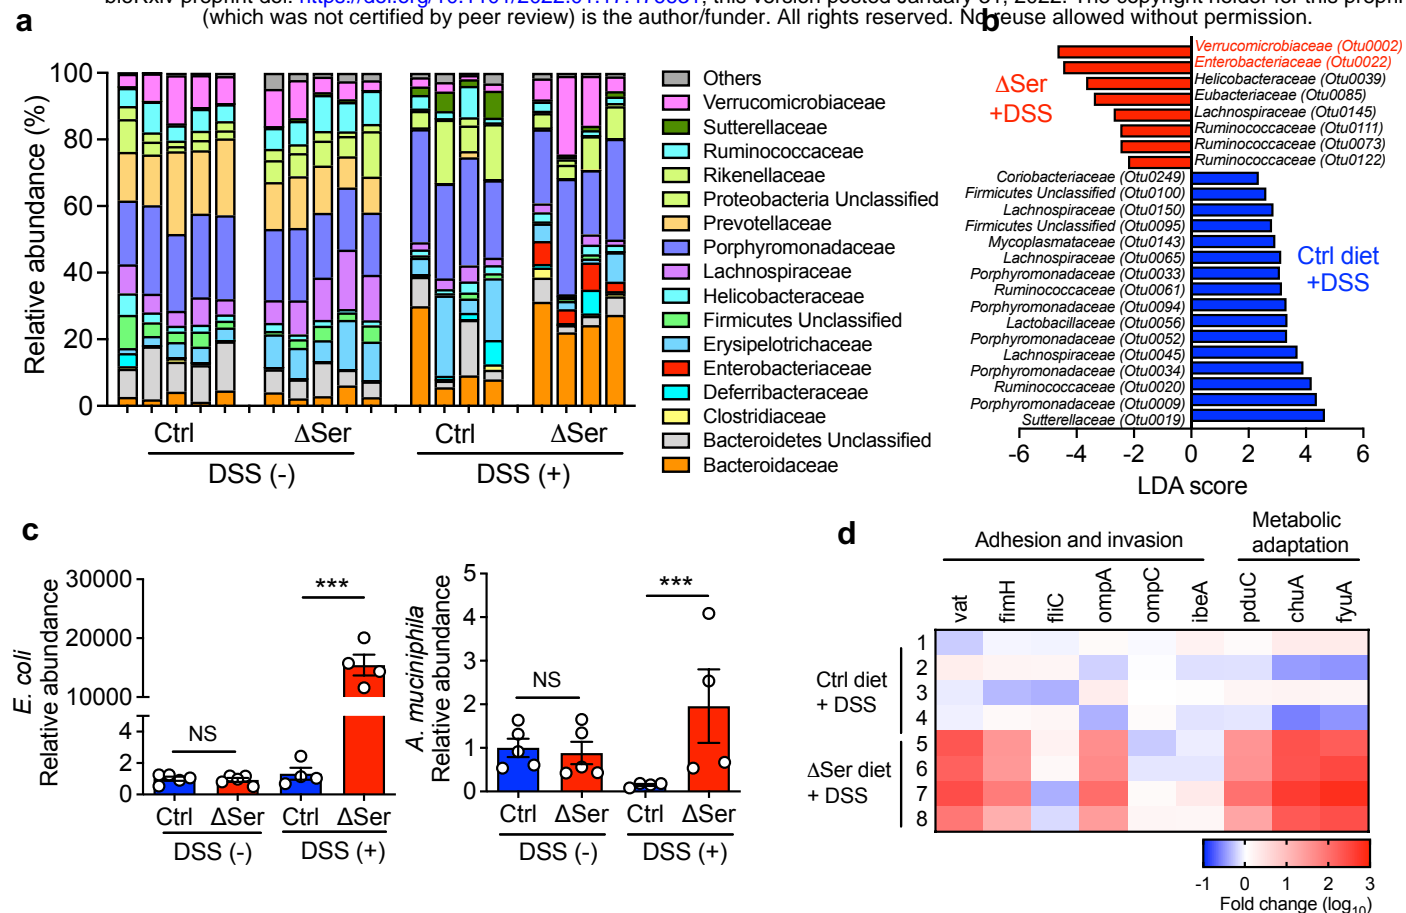 (which was not certified by peer review) is the author/funder. All rights reserved. No reuse allowed without permission.
a
Relative abundance (%)
100
80
60
40
20
0
Ctrl
ΔSer
Ctrl
ΔSer
DSS (-)
DSS (+)
Others
Verrucomicrobiaceae
Sutterellaceae
Ruminococcaceae
Rikenellaceae
Proteobacteria Unclassified
Prevotellaceae
Porphyromonadaceae
Lachnospiraceae
Helicobacteraceae
Firmicutes Unclassified
Erysipelotrichaceae
Enterobacteriaceae
Deferribacteraceae
Clostridiaceae
Bacteroidetes Unclassified
Bacteroidaceae
b
ΔSer
+DSS
Verrucomicrobiaceae (Otu0002)
Enterobacteriaceae (Otu0022)
Helicobacteraceae (Otu0039)
Eubacteriaceae (Otu0085)
Lachnospiraceae (Otu0145)
Ruminococcaceae (Otu0111)
Ruminococcaceae (Otu0073)
Ruminococcaceae (Otu0122)
Coriobacteriaceae (Otu0249)
Firmicutes Unclassified (Otu0100)
Lachnospiraceae (Otu0150)
Firmicutes Unclassified (Otu0095)
Mycoplasmataceae (Otu0143)
Lachnospiraceae (Otu0065)
Porphyromonadaceae (Otu0033)
Ruminococcaceae (Otu0061)
Porphyromonadaceae (Otu0094)
Lactobacillaceae (Otu0056)
Porphyromonadaceae (Otu0052)
Lachnospiraceae (Otu0045)
Porphyromonadaceae (Otu0034)
Ruminococcaceae (Otu0020)
Porphyromonadaceae (Otu0009)
Sutterellaceae (Otu0019)
Ctrl diet
+DSS
-6 -4 -2 0 2 4 6
LDA score
c
E. coli
Relative abundance
30000
20000
10000
4
2
0
NS
***
Ctrl ΔSer Ctrl ΔSer
DSS (-) DSS (+)
A. muciniphila
Relative abundance
5
4
3
2
1
0
NS
***
Ctrl ΔSer Ctrl ΔSer
DSS (-) DSS (+)
d
Adhesion and invasion
Metabolic
adaptation
vat fimH fliC ompA ompC ibeA pduC chuA fyuA
Ctrl diet
+ DSS
1
2
3
4
ΔSer diet
+ DSS
5
6
7
8
-1 0 1 2 3
Fold change (log10)